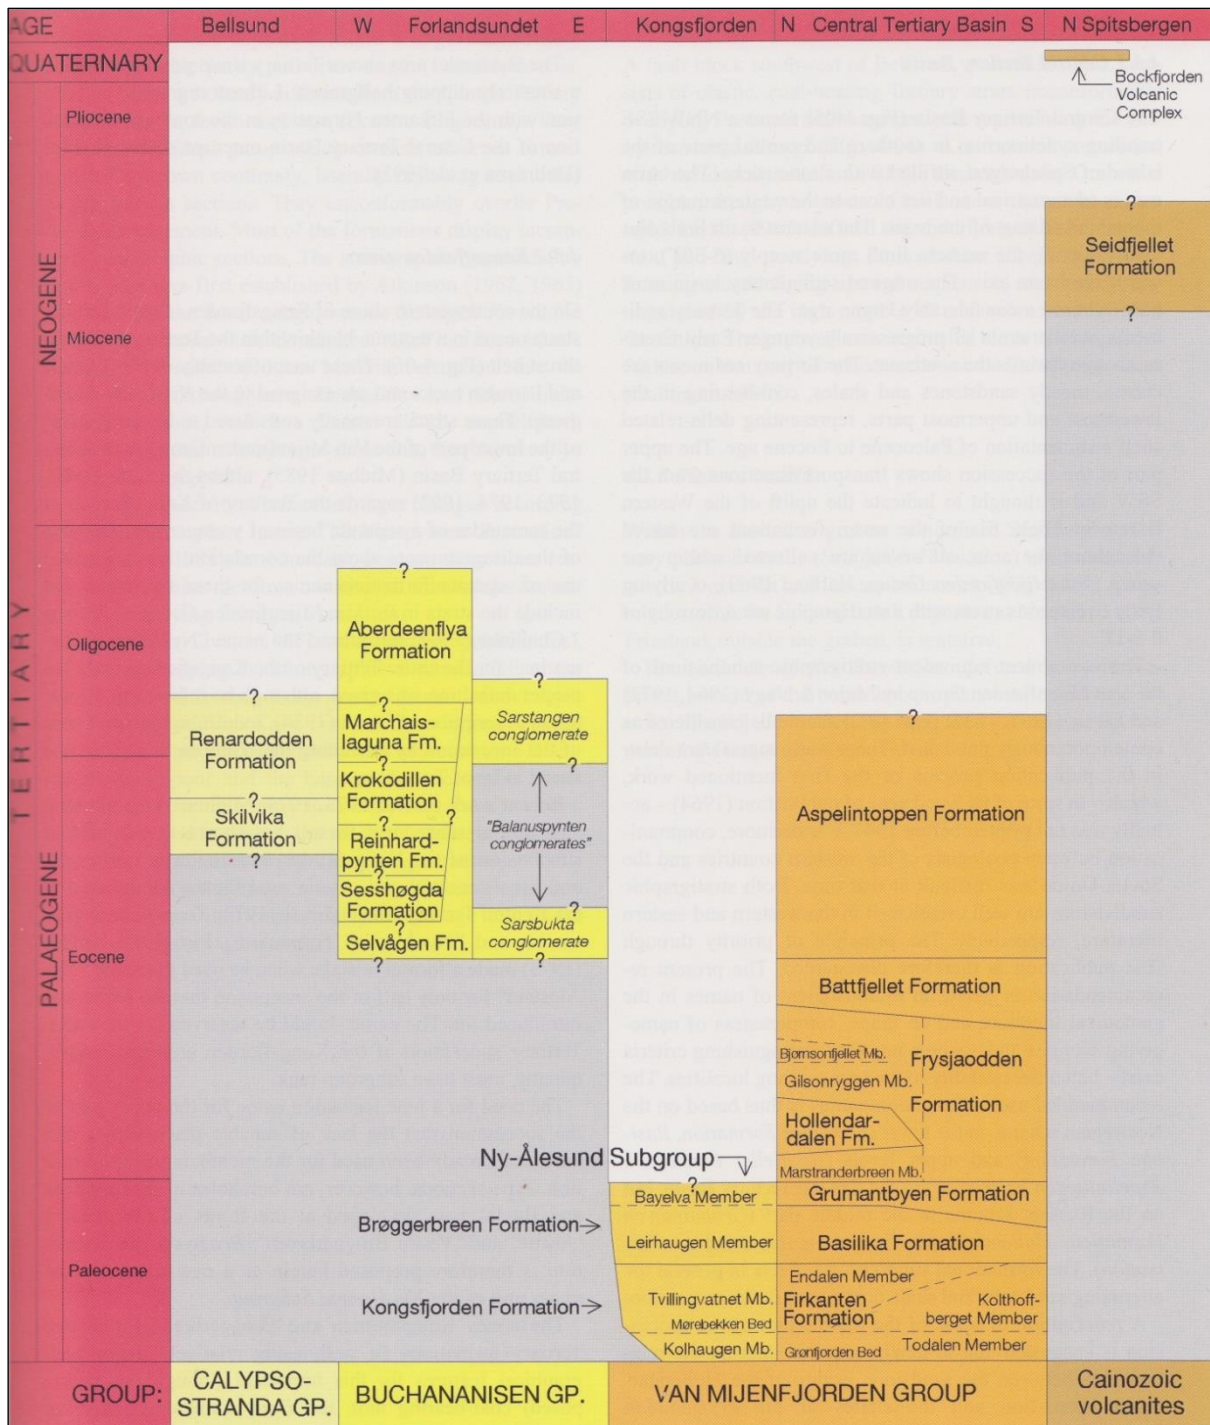 AGE
Bellsund
W Forlandsundet E
Kongsfjorden
N Central Tertiary Basin S
N Spitsbergen
QUATERNARY
Bockfjorden
Volcanic
Complex
TERTIARY
NEOGENE
Pliocene
Miocene
?
Seidfjellet
Formation
?
PALAEOGENE
Oligocene
Eocene
Paleocene
?
Renardodden
Formation
?
Skilvika
Formation
?
?
Aberdeenflya
Formation
?
Marchais-
laguna Fm.
?
Krokodillen
Formation
?
?
Reinhard-
pynten Fm.
?
Sesshøgda
Formation
?
Selvågen Fm.
?
?
Sarstangen
conglomerate
?
"Balanuspynten
conglomerates"
?
Sarsbukta
conglomerate
?
Ny-Ålesund Subgroup
?
Bayelva Member
Brøggerbreen Formation
Leirhaugen Member
Kongsfjorden Formation
Tvillingvatnet Mb.
Mørebekken Bed
Kolhaugen Mb.
?
Aspelintoppen Formation
Battfjellet Formation
Bjørnsonfjellet Mb.
Frysjaodden
Formation
Gilsonryggen Mb.
Hollendar-
dalen Fm.
Marstranderbreen Mb.
Grumantbyen Formation
Basilika Formation
Endalen Member
Firkanten
Formation
Kolthoff-
berget Member
Grønfjorden Bed
Todalen Member
GROUP:
CALYPSO-
STRANDA GP.
BUCHANANISEN GP.
VAN MIJENFJORDEN GROUP
Cainozoic
volcanites